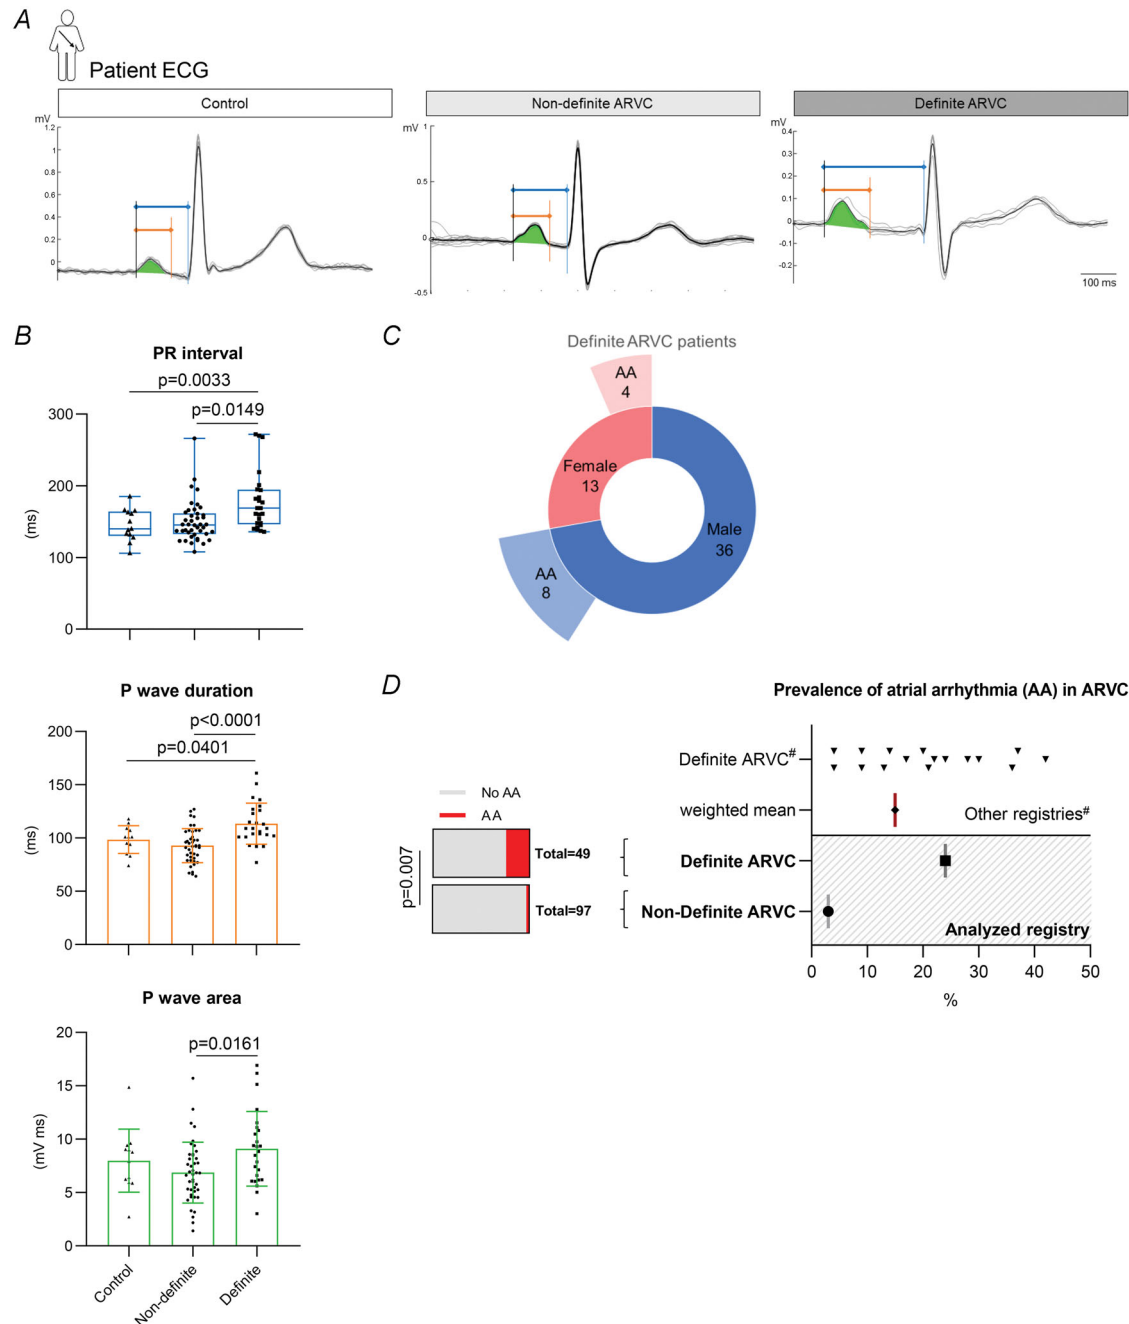 A
Patient ECG
Control
Non-definite ARVC
Definite ARVC
mV
1.2
1
0.8
0.6
0.4
0.2
0
mV
1
0.5
0
-0.5
mV
0.4
0.3
0.2
0.1
0
-0.1
-0.2
100 ms
B
PR interval
p=0.0033
p=0.0149
300
200
100
0
(ms)
P wave duration
p<0.0001
p=0.0401
200
150
100
50
0
(ms)
P wave area
p=0.0161
20
15
10
5
0
(mV ms)
Control
Non-definite
Definite
C
Definite ARVC patients
AA
4
Female
13
Male
36
AA
8
D
Prevalence of atrial arrhythmia (AA) in ARVC
No AA
AA
p=0.007
Total=49
Total=97
Definite ARVC#
weighted mean
Other registries#
Definite ARVC
Non-Definite ARVC
Analyzed registry
0 10 20 30 40 50
%